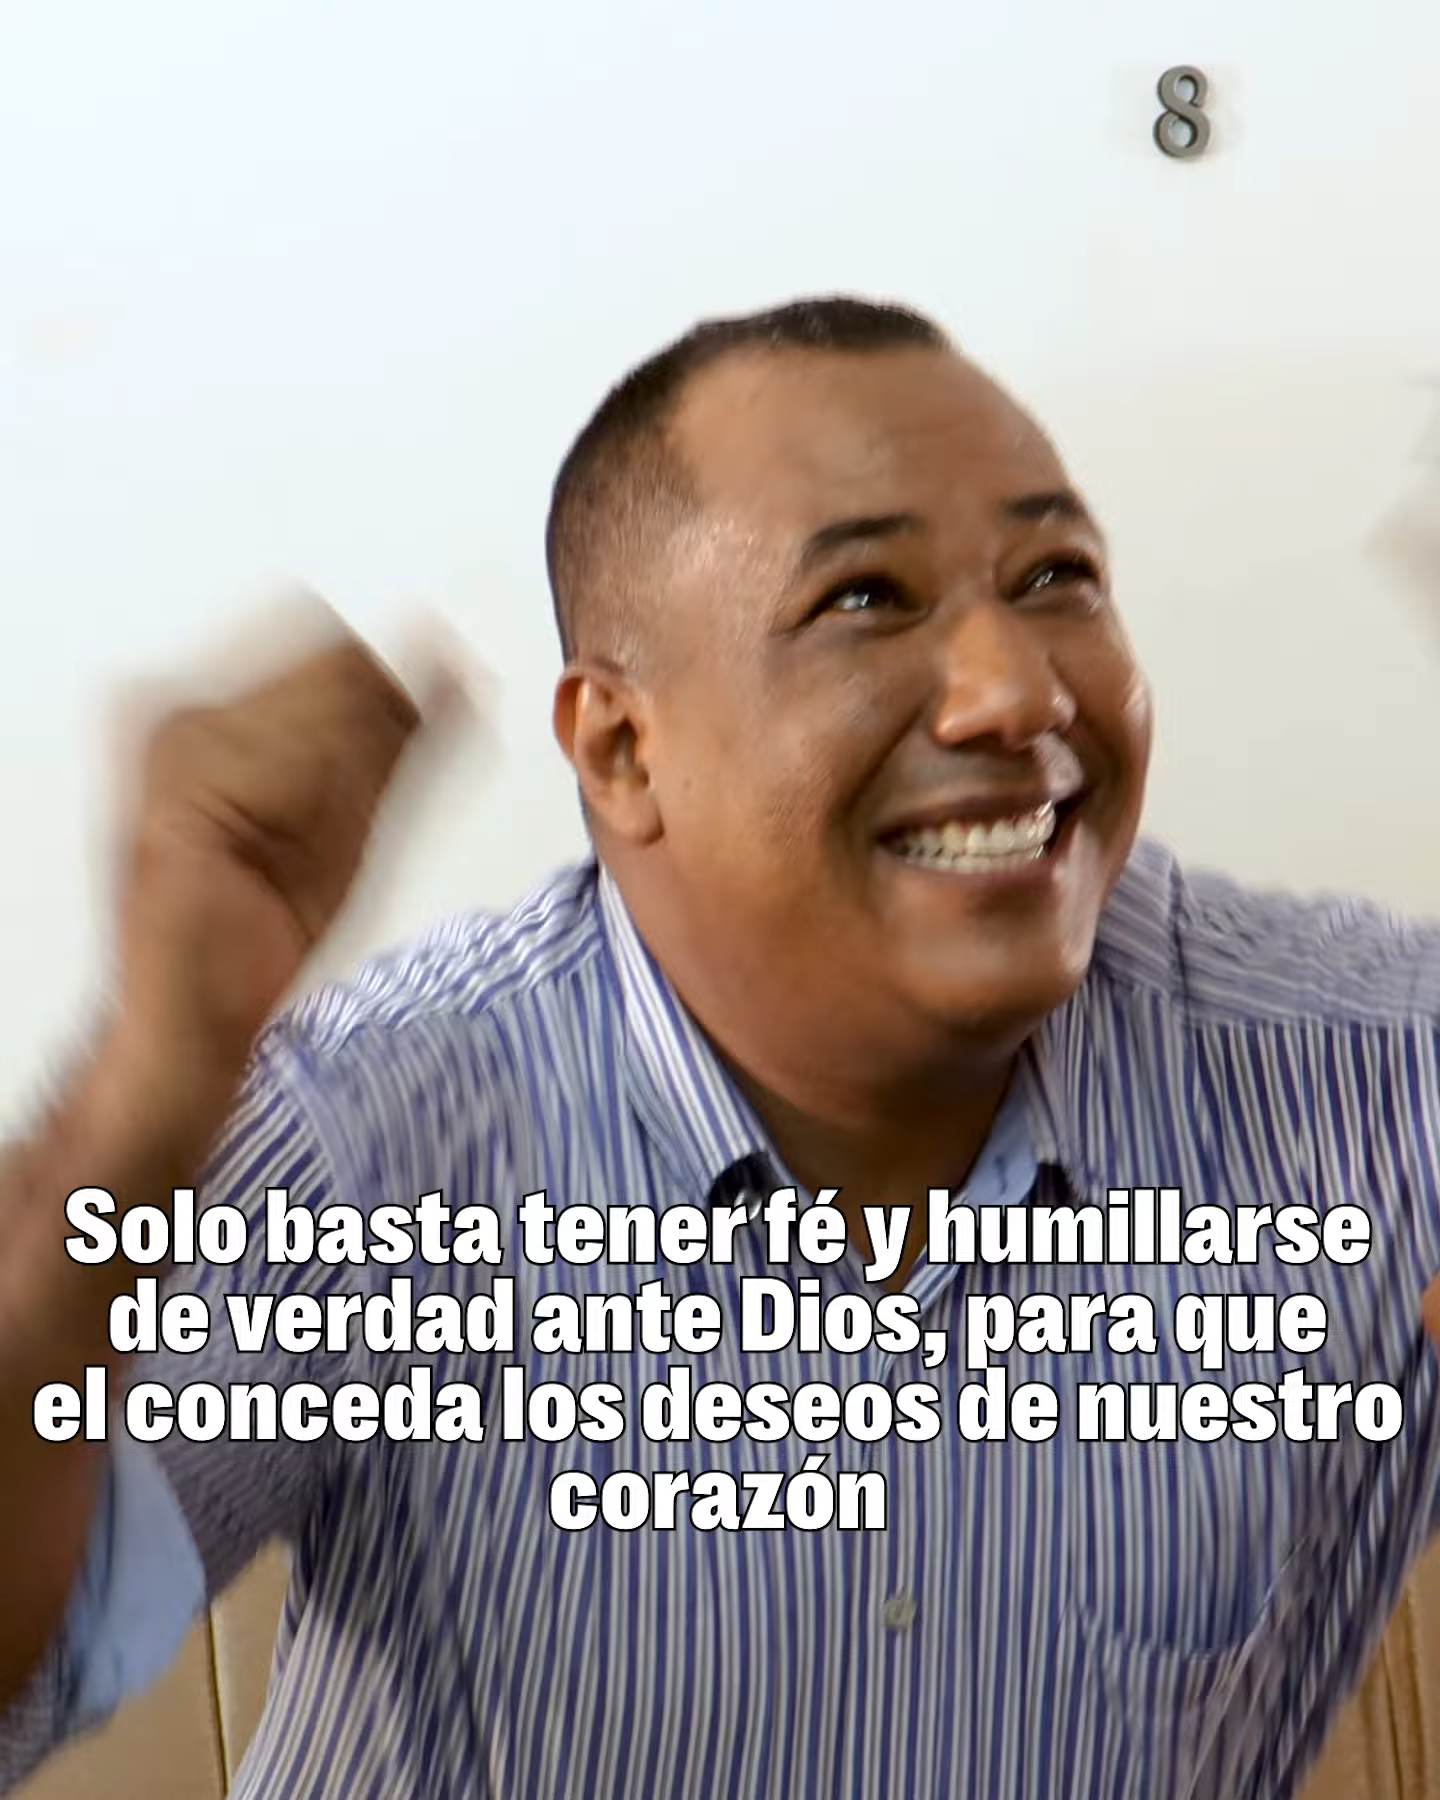 8
Solo basta tener fé y humillarse
de verdad ante Dios, para que
el conceda los deseos de nuestro
corazón